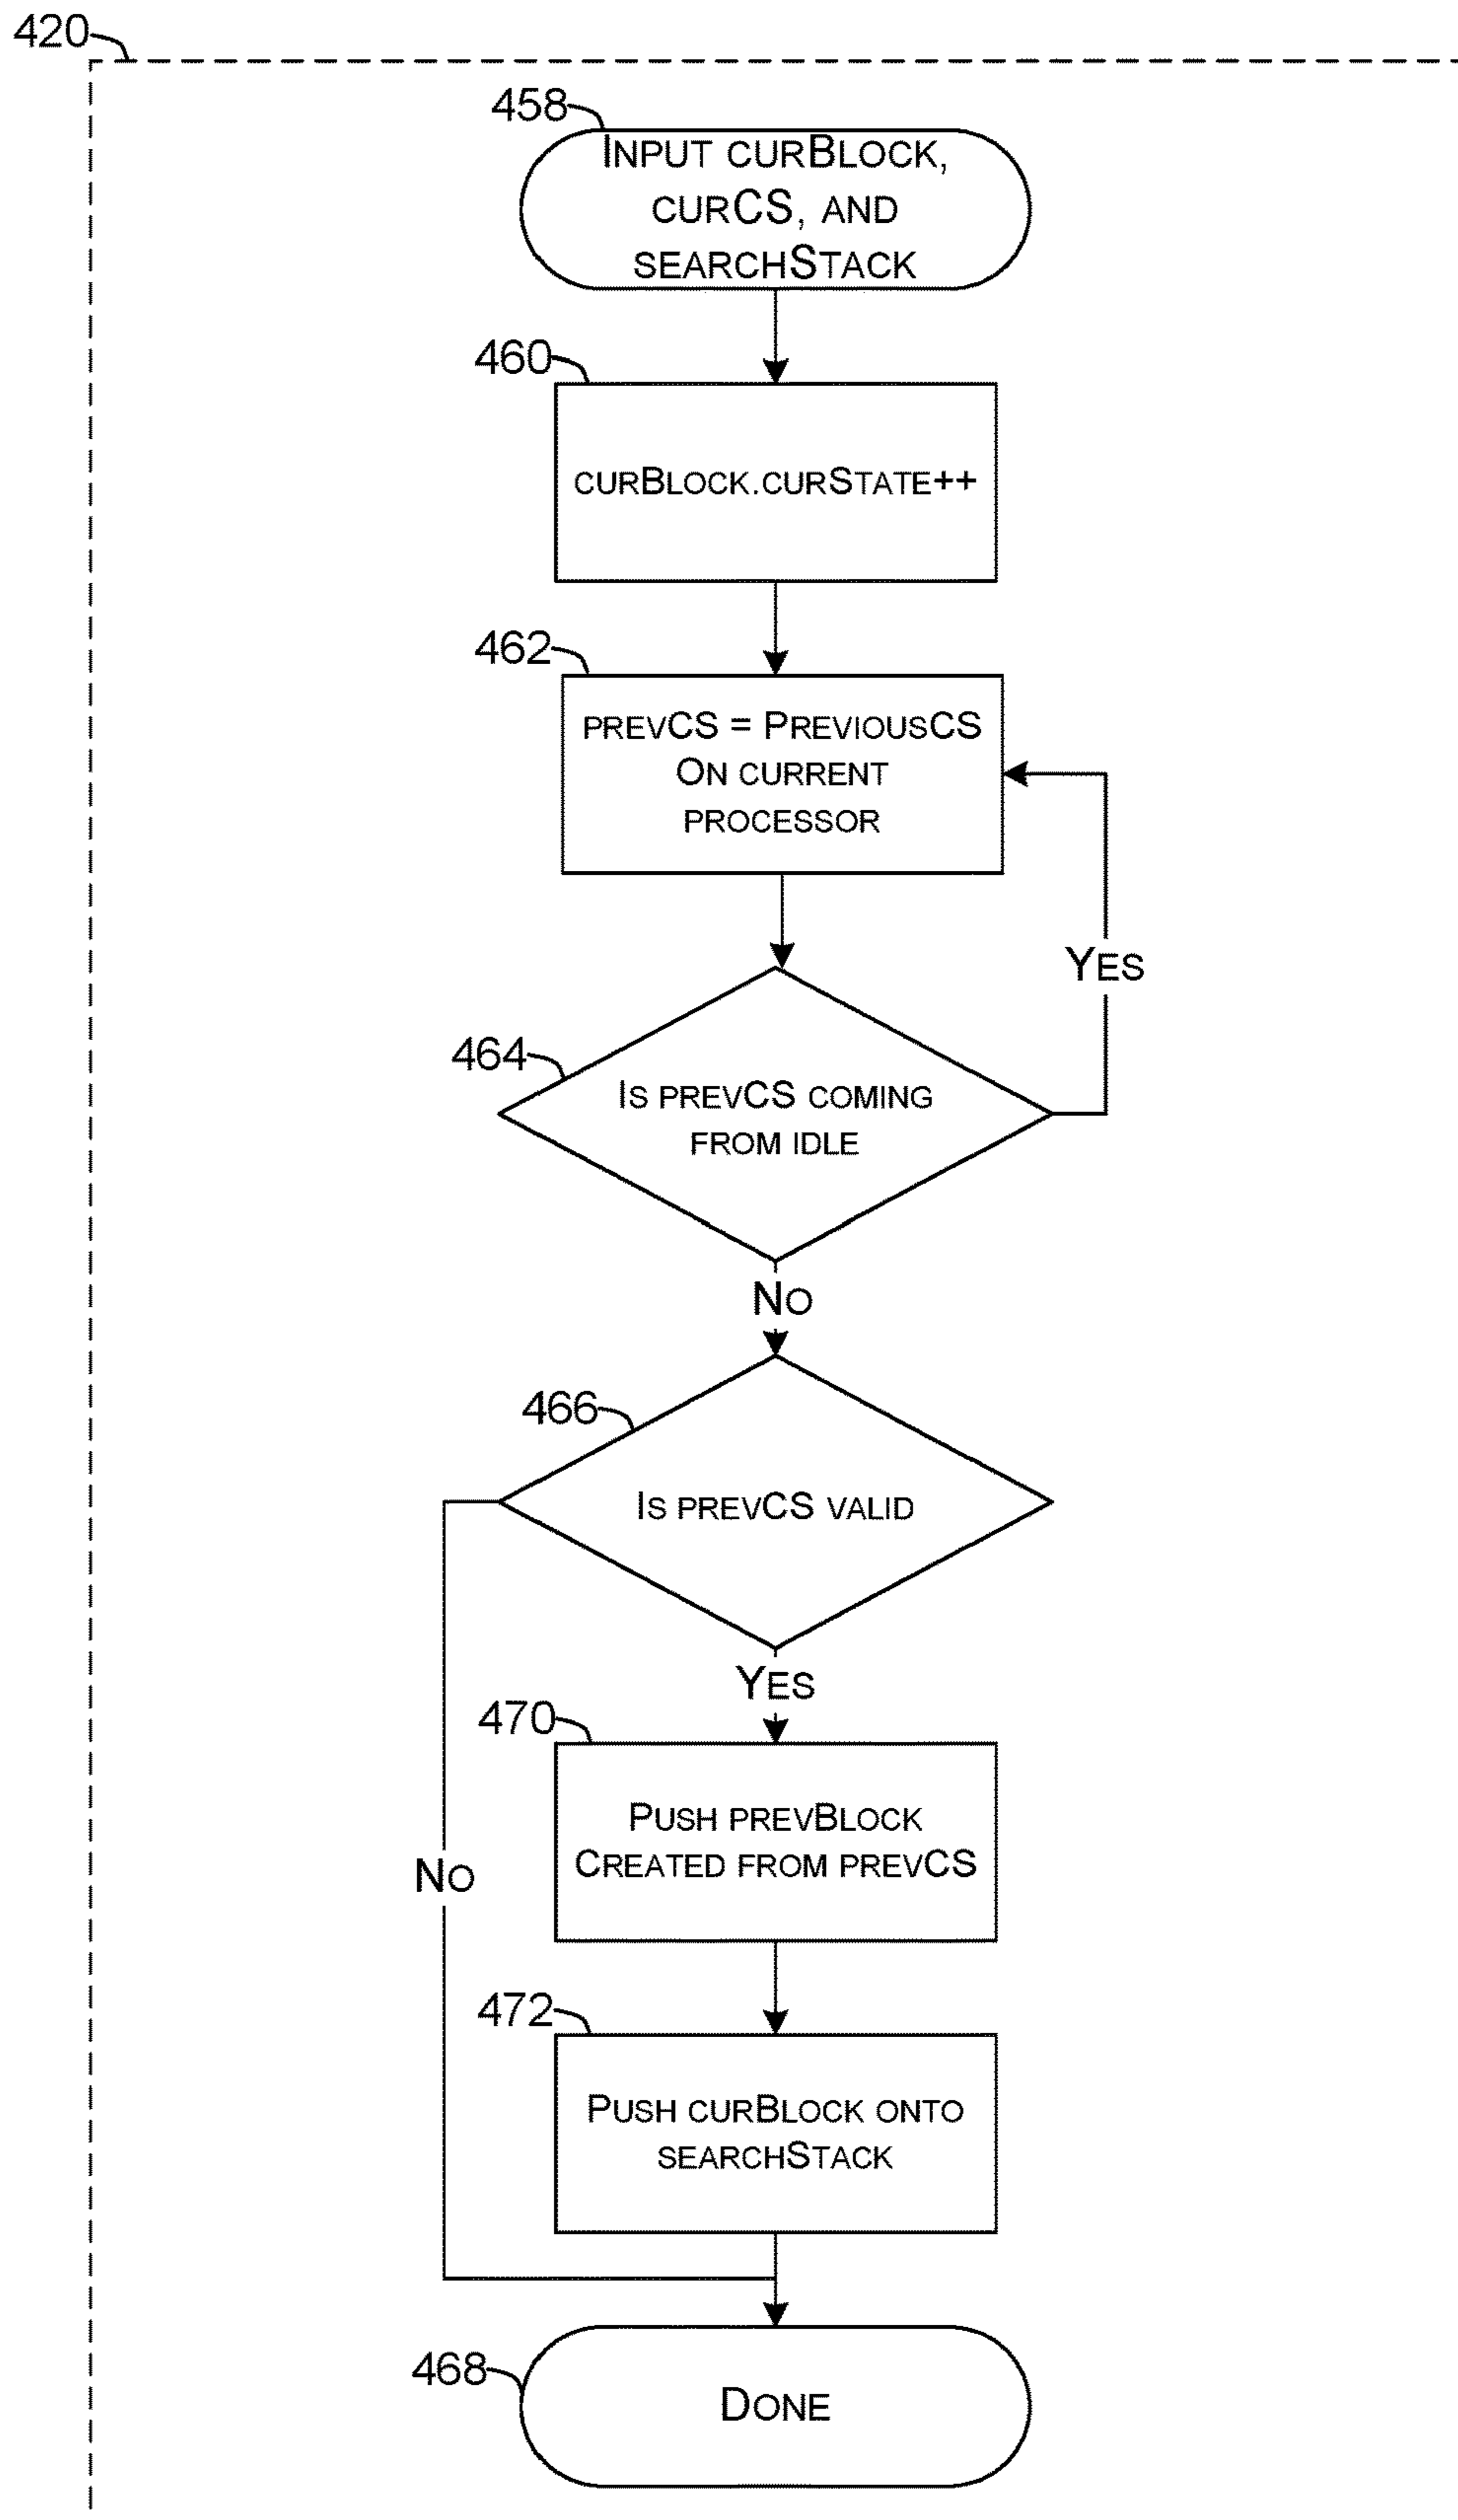 420
458
INPUT CURBLOCK,
CURCS, AND
SEARCHSTACK
460
CURBLOCK.CURSTATE++
462
PREVCS = PREVIOUSCS
ON CURRENT
PROCESSOR
YES
464
IS PREVCS COMING
FROM IDLE
NO
466
IS PREVCS VALID
YES
470
PUSH PREVBLOCK
CREATED FROM PREVCS
NO
472
PUSH CURBLOCK ONTO
SEARCHSTACK
468
DONE